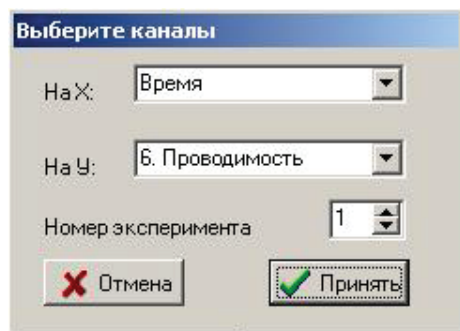 Выберите каналы
На X: Время
На У: 6. Проводимость
Номер эксперимента 1
Отмена Принять